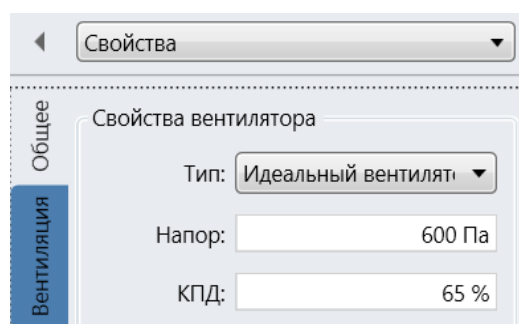 Свойства
Общее
Свойства вентилятора
Тип: Идеальный вентилят
Вентиляция
Напор: 600 Па
КПД: 65 %